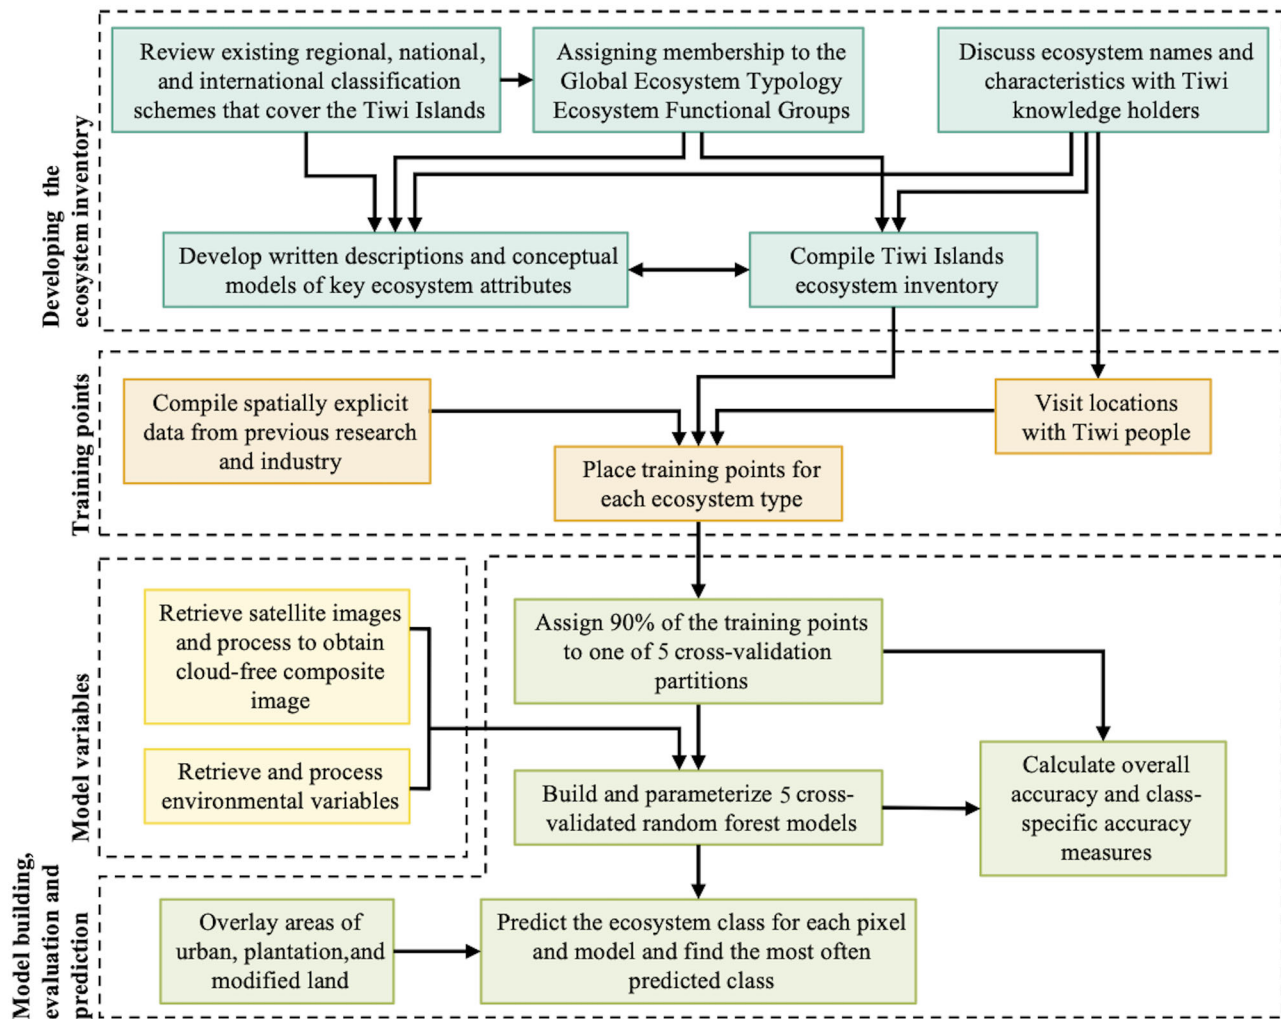 Developing the
ecosystem inventory
Review existing regional, national,
and international classification
schemes that cover the Tiwi Islands
Assigning membership to the
Global Ecosystem Typology
Ecosystem Functional Groups
Discuss ecosystem names and
characteristics with Tiwi
knowledge holders
Develop written descriptions and conceptual
models of key ecosystem attributes
Compile Tiwi Islands
ecosystem inventory
Training points
Compile spatially explicit
data from previous research
and industry
Visit locations
with Tiwi people
Place training points for
each ecosystem type
Model variables
Retrieve satellite images
and process to obtain
cloud-free composite
image
Retrieve and process
environmental variables
Model building,
evaluation and
prediction
Assign 90% of the training points
to one of 5 cross-validation
partitions
Build and parameterize 5 cross-
validated random forest models
Calculate overall
accuracy and class-
specific accuracy
measures
Overlay areas of
urban, plantation,and
modified land
Predict the ecosystem class for each pixel
and model and find the most often
predicted class